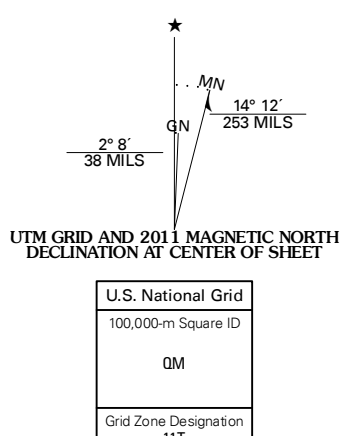 MN
14° 12´
GN
253 MILS
2° 8´
38 MILS
UTM GRID AND 2011 MAGNETIC NORTH
DECLINATION AT CENTER OF SHEET
U.S. National Grid
100,000-m Square ID
QM
Grid Zone Designation
11T